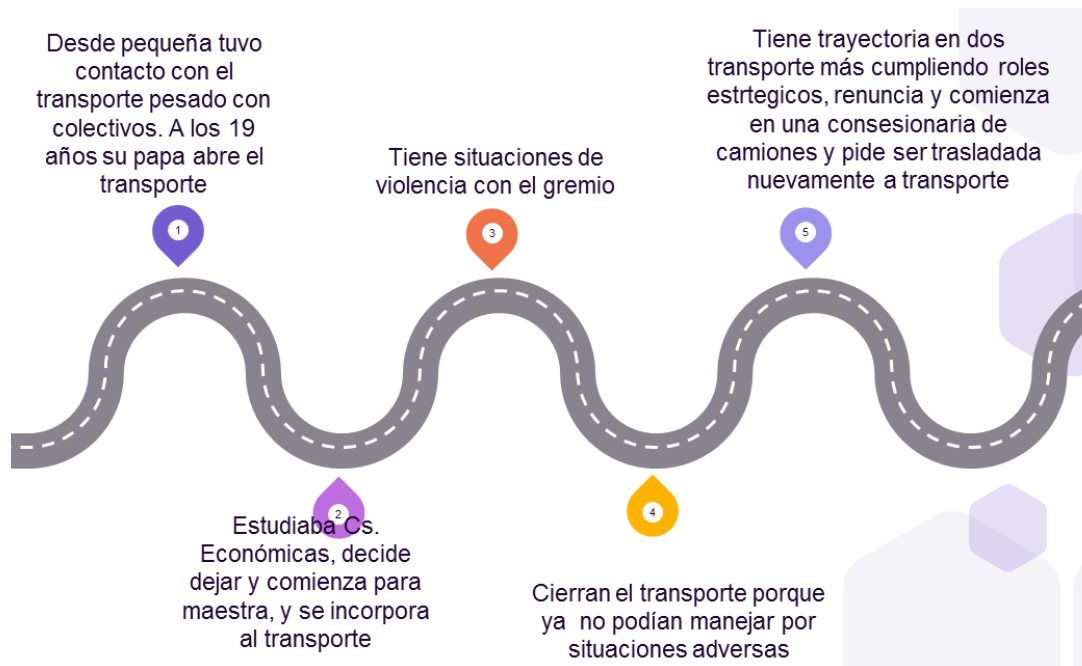 Desde pequeña tuvo
contacto con el
transporte pesado con
colectivos. A los 19
años su papa abre el
transporte
1
Estudiaba Cs.
Económicas, decide
dejar y comienza para
maestra, y se incorpora
al transporte
2
Tiene situaciones de
violencia con el gremio
3
Cierran el transporte porque
ya no podían manejar por
situaciones adversas
4
Tiene trayectoria en dos
transporte más cumpliendo roles
estrtegicos, renuncia y comienza
en una consesionaria de
camiones y pide ser trasladada
nuevamente a transporte
5